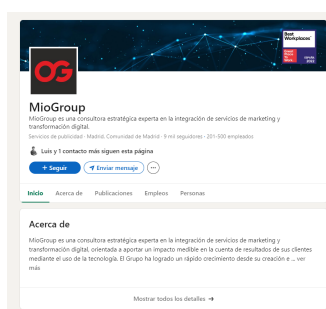 Best
Workplaces™
OG
MioGroup
MioGroup es una consultora estratégica experta en la integración de servicios de marketing y
transformación digital.
Servicios de publicidad · Madrid, Comunidad de Madrid · 9 mil seguidores · 201-500 empleados
Luis y 1 contacto más siguen esta página
+ Seguir
Enviar mensaje
Inicio
Acerca de
Publicaciones
Empleos
Personas
Acerca de
MioGroup es una consultora estratégica experta en la integración de servicios de marketing y
transformación digital, orientada a aportar un impacto medible en la cuenta de resultados de sus clientes
mediante el uso de la tecnología. El Grupo ha logrado un rápido crecimiento desde su creación e ... ver
más
Mostrar todos los detalles →